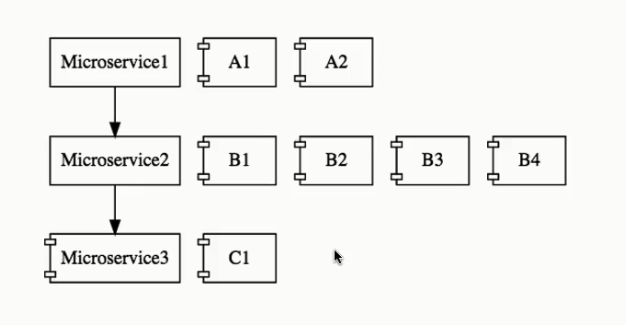 Microservice1 A1 A2
Microservice2 B1 B2 B3 B4
Microservice3 C1